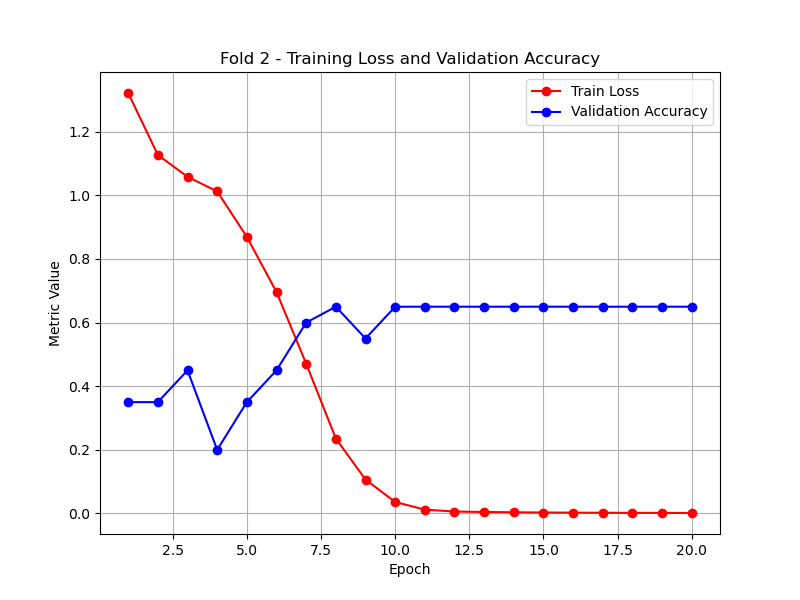 Fold 2 - Training Loss and Validation Accuracy
Train Loss
Validation Accuracy
1.2
1.0
0.8
0.6
0.4
0.2
0.0
Metric Value
2.5 5.0 7.5 10.0 12.5 15.0 17.5 20.0
Epoch